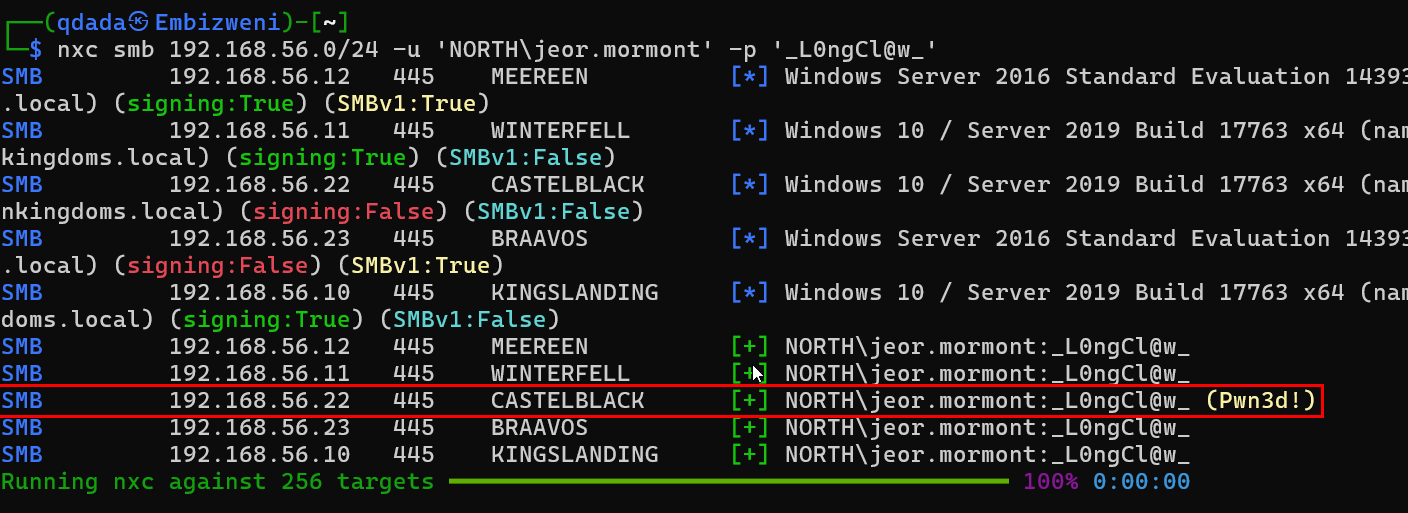 ┌──(qdada㉿Embizweni)-[~]
└─$ nxc smb 192.168.56.0/24 -u 'NORTH\jeor.mormont' -p '_L0ngCl@w_'
SMB 192.168.56.12 445 MEEREEN [*] Windows Server 2016 Standard Evaluation 14393
.local) (signing:True) (SMBv1:True)
SMB 192.168.56.11 445 WINTERFELL [*] Windows 10 / Server 2019 Build 17763 x64 (nam
kingdoms.local) (signing:True) (SMBv1:False)
SMB 192.168.56.22 445 CASTELBLACK [*] Windows 10 / Server 2019 Build 17763 x64 (nam
nkingdoms.local) (signing:False) (SMBv1:False)
SMB 192.168.56.23 445 BRAAVOS [*] Windows Server 2016 Standard Evaluation 14393
.local) (signing:False) (SMBv1:True)
SMB 192.168.56.10 445 KINGSLANDING [*] Windows 10 / Server 2019 Build 17763 x64 (nam
doms.local) (signing:True) (SMBv1:False)
SMB 192.168.56.12 445 MEEREEN [+] NORTH\jeor.mormont:_L0ngCl@w_
SMB 192.168.56.11 445 WINTERFELL [+] NORTH\jeor.mormont:_L0ngCl@w_
SMB 192.168.56.22 445 CASTELBLACK [+] NORTH\jeor.mormont:_L0ngCl@w_ (Pwn3d!)
SMB 192.168.56.23 445 BRAAVOS [+] NORTH\jeor.mormont:_L0ngCl@w_
SMB 192.168.56.10 445 KINGSLANDING [+] NORTH\jeor.mormont:_L0ngCl@w_
Running nxc against 256 targets 100% 0:00:00